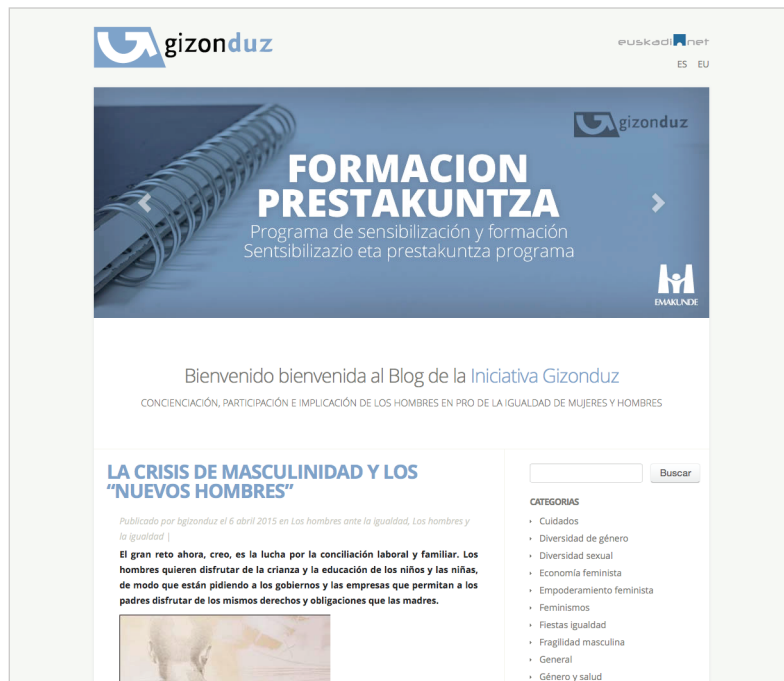 gizonduz
euskadi net
ES EU
gizonduz
FORMACION
PRESTAKUNTZA
Programa de sensibilización y formación
Sentsibilizazio eta prestakuntza programa
EMAKUNDE
Bienvenido bienvenida al Blog de la Iniciativa Gizonduz
CONCIENCIACIÓN, PARTICIPACIÓN E IMPLICACIÓN DE LOS HOMBRES EN PRO DE LA IGUALDAD DE MUJERES Y HOMBRES
LA CRISIS DE MASCULINIDAD Y LOS
“NUEVOS HOMBRES”
Publicado por bgizonduz el 6 abril 2015 en Los hombres ante la igualdad, Los hombres y
la igualdad |
El gran reto ahora, creo, es la lucha por la conciliación laboral y familiar. Los
hombres quieren disfrutar de la crianza y la educación de los niños y las niñas,
de modo que están pidiendo a los gobiernos y las empresas que permitan a los
padres disfrutar de los mismos derechos y obligaciones que las madres.
Buscar
CATEGORIAS
Cuidados
Diversidad de género
Diversidad sexual
Economía feminista
Empoderamiento feminista
Feminismos
Fiestas igualdad
Fragilidad masculina
General
Género y salud